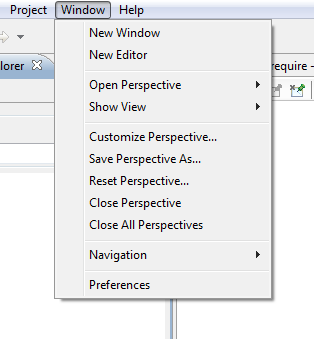 Project Window Help
New Window
New Editor
lorer
require -
Open Perspective
Show View
Customize Perspective...
Save Perspective As...
Reset Perspective...
Close Perspective
Close All Perspectives
Navigation
Preferences